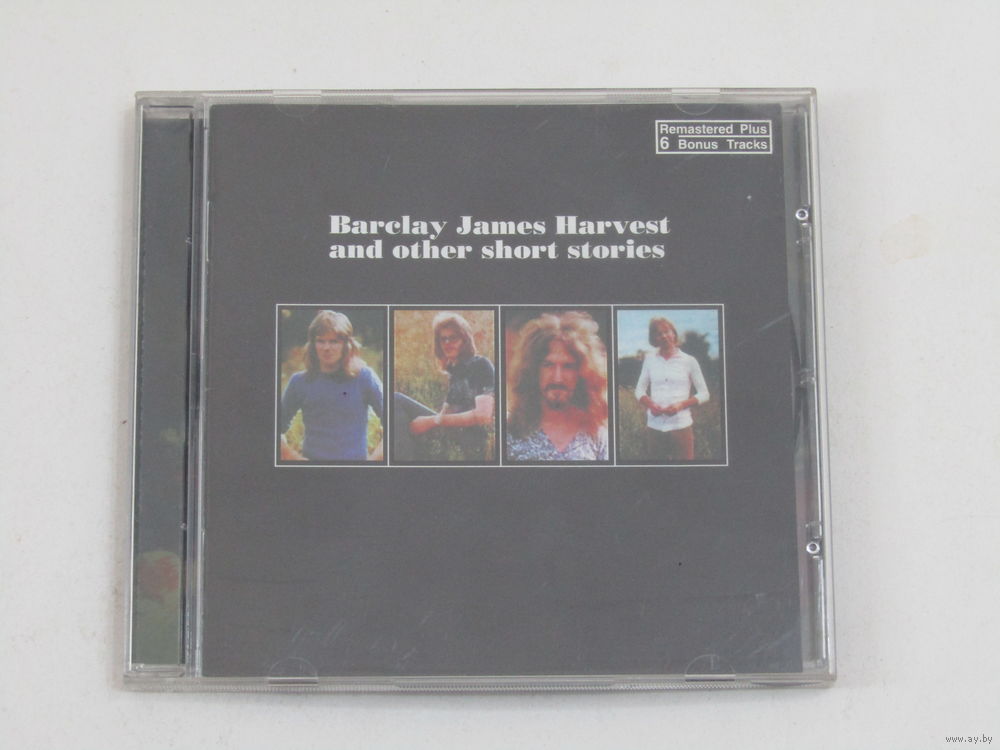 Remastered Plus
6 Bonus Tracks
Barclay James Harvest
and other short stories
www.ay.by